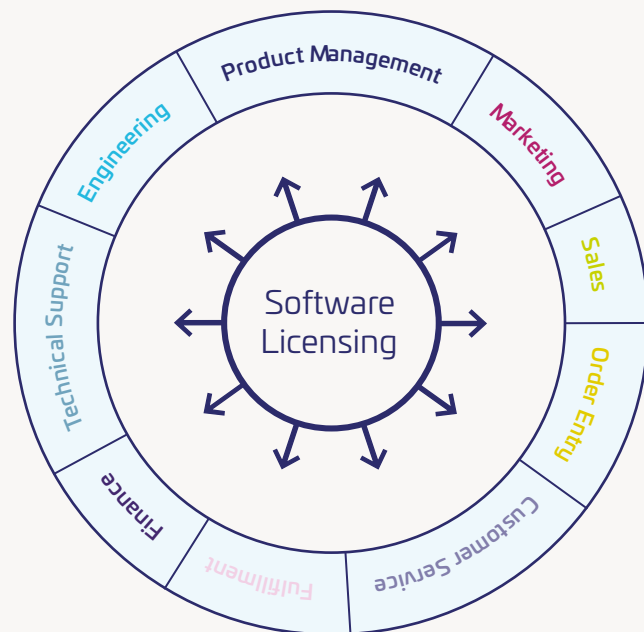 Product Management
Marketing
Sales
Order Entry
Customer Service
Fulfillment
Finance
Technical Support
Engineering
Software
Licensing